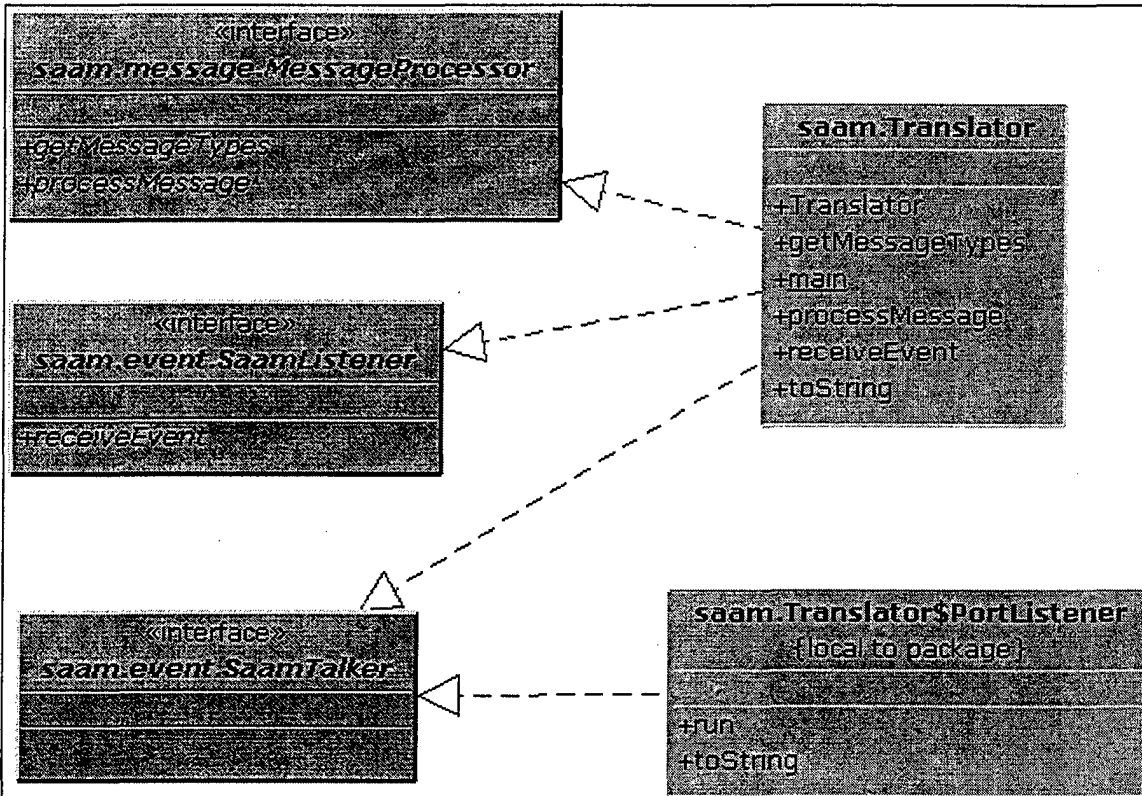 «interface»
saam.message.MessageProcessor
+getMessageTypes
+processMessage
saam.Translator
+Translator
+getMessageTypes
+main
+processMessage
+receiveEvent
+toString
«interface»
saam.event.SaamListener
+receiveEvent
«interface»
saam.event.SaamTalker
saam.Translator$PortListener
{local to package}
+run
+toString